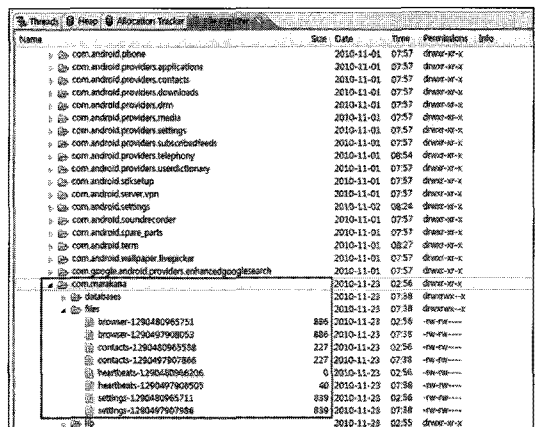 Threads Heap Allocation Tracker File Explorer
Name Size Date Time Permissions Info
com.android.phone 2010-11-01 07:57 drwxr-xr-x
com.android.providers.applications 2010-11-01 07:57 drwxr-xr-x
com.android.providers.contacts 2010-11-01 07:57 drwxr-xr-x
com.android.providers.downloads 2010-11-01 07:57 drwxr-xr-x
com.android.providers.drm 2010-11-01 07:57 drwxr-xr-x
com.android.providers.media 2010-11-01 07:57 drwxr-xr-x
com.android.providers.settings 2010-11-01 07:57 drwxr-xr-x
com.android.providers.subscribedfeeds 2010-11-01 07:57 drwxr-xr-x
com.android.providers.telephony 2010-11-01 08:54 drwxr-xr-x
com.android.providers.userdictionary 2010-11-01 07:57 drwxr-xr-x
com.android.sdksetup 2010-11-01 07:57 drwxr-xr-x
com.android.server.vpn 2010-11-01 07:57 drwxr-xr-x
com.android.settings 2010-11-02 08:24 drwxr-xr-x
com.android.soundrecorder 2010-11-01 07:57 drwxr-xr-x
com.android.spare_parts 2010-11-01 07:57 drwxr-xr-x
com.android.term 2010-11-01 08:27 drwxr-xr-x
com.android.wallpaper.livepicker 2010-11-01 07:57 drwxr-xr-x
com.google.android.providers.enhancedgooglesearch 2010-11-01 07:57 drwxr-xr-x
com.marakana 2010-11-23 02:56 drwxr-xr-x
databases 2010-11-23 07:38 drwxrwx--x
files 2010-11-23 07:38 drwxrwx--x
browser-1290480965751 886 2010-11-23 02:56 -rw-rw----
browser-1290497908053 886 2010-11-23 07:38 -rw-rw----
contacts-1290480965538 227 2010-11-23 02:56 -rw-rw----
contacts-1290497907866 227 2010-11-23 07:38 -rw-rw----
heartbeats-1290480966206 0 2010-11-23 02:56 -rw-rw----
heartbeats-1290497908505 40 2010-11-23 07:38 -rw-rw----
settings-1290480965711 839 2010-11-23 02:56 -rw-rw----
settings-1290497907986 839 2010-11-23 07:38 -rw-rw----
lib 2010-11-23 02:55 drwxr-xr-x